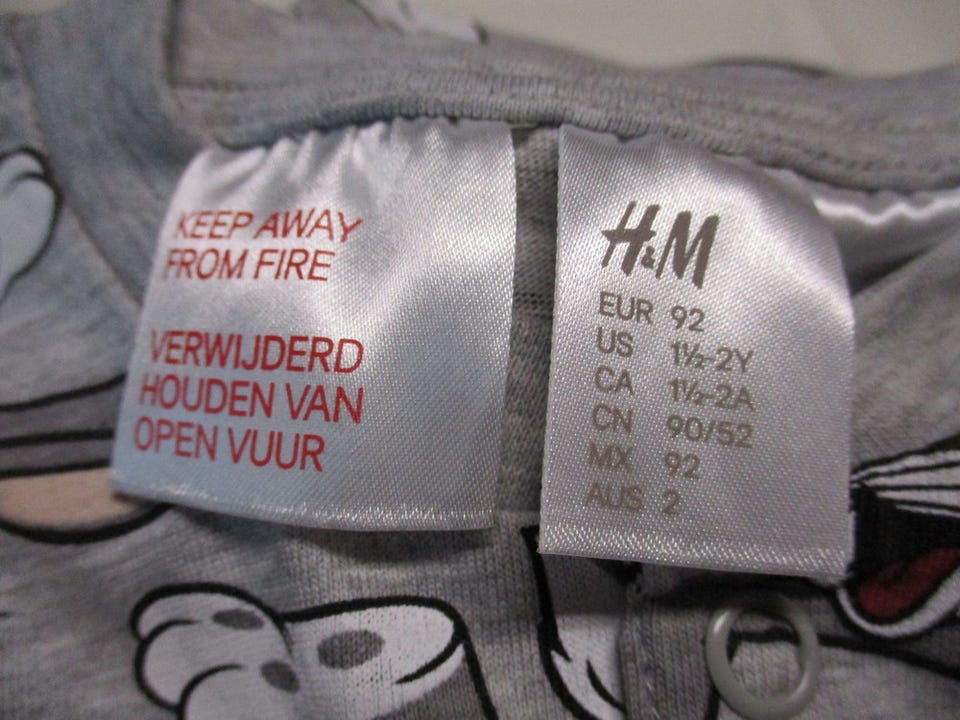 KEEP AWAY
FROM FIRE
VERWIJDERD
HOUDEN VAN
OPEN VUUR
H&M
EUR 92
US 1½-2Y
CA 1½-2A
CN 90/52
MX 92
AUS 2